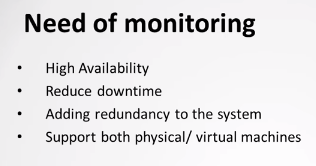 Need of monitoring
• High Availability
• Reduce downtime
• Adding redundancy to the system
• Support both physical/ virtual machines